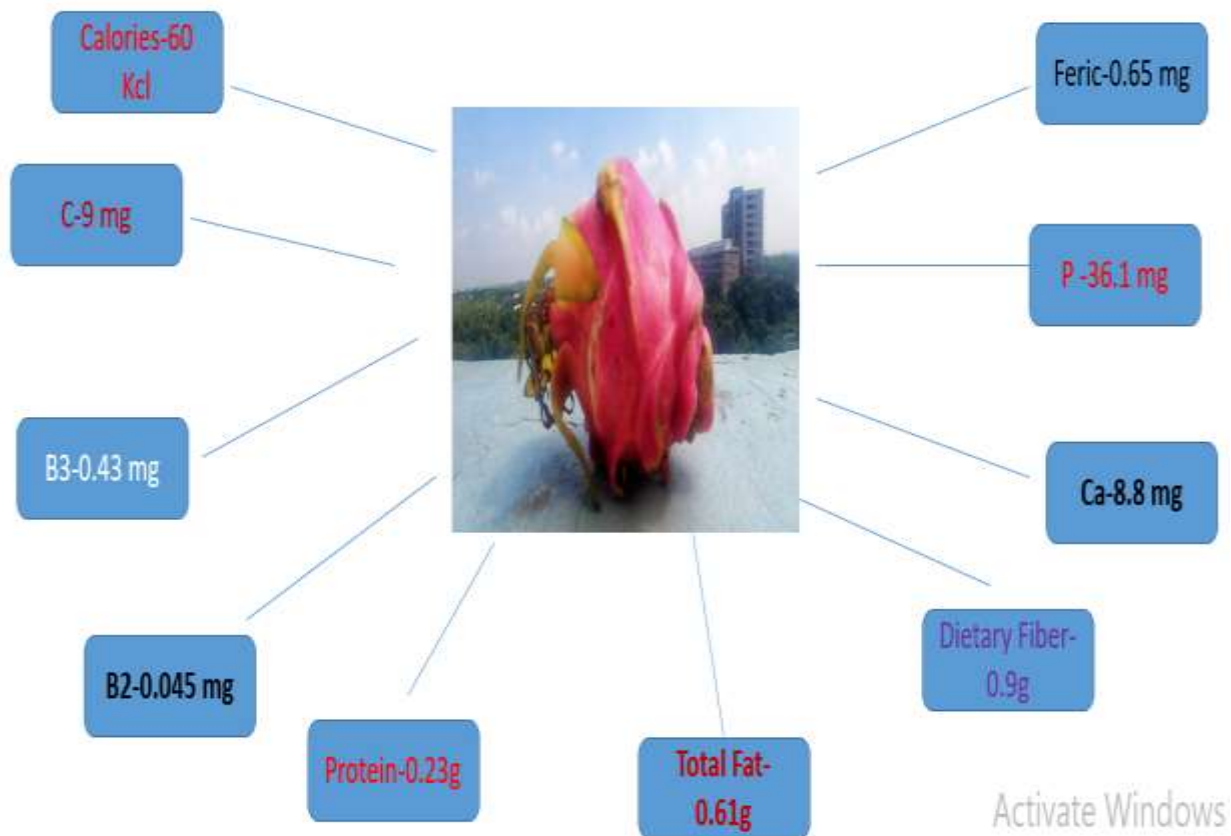 Calories-60
Kcl
Feric-0.65 mg
C-9 mg
P -36.1 mg
B3-0.43 mg
Ca-8.8 mg
B2-0.045 mg
Dietary Fiber-
0.9g
Protein-0.23g
Total Fat-
0.61g
Activate Windows